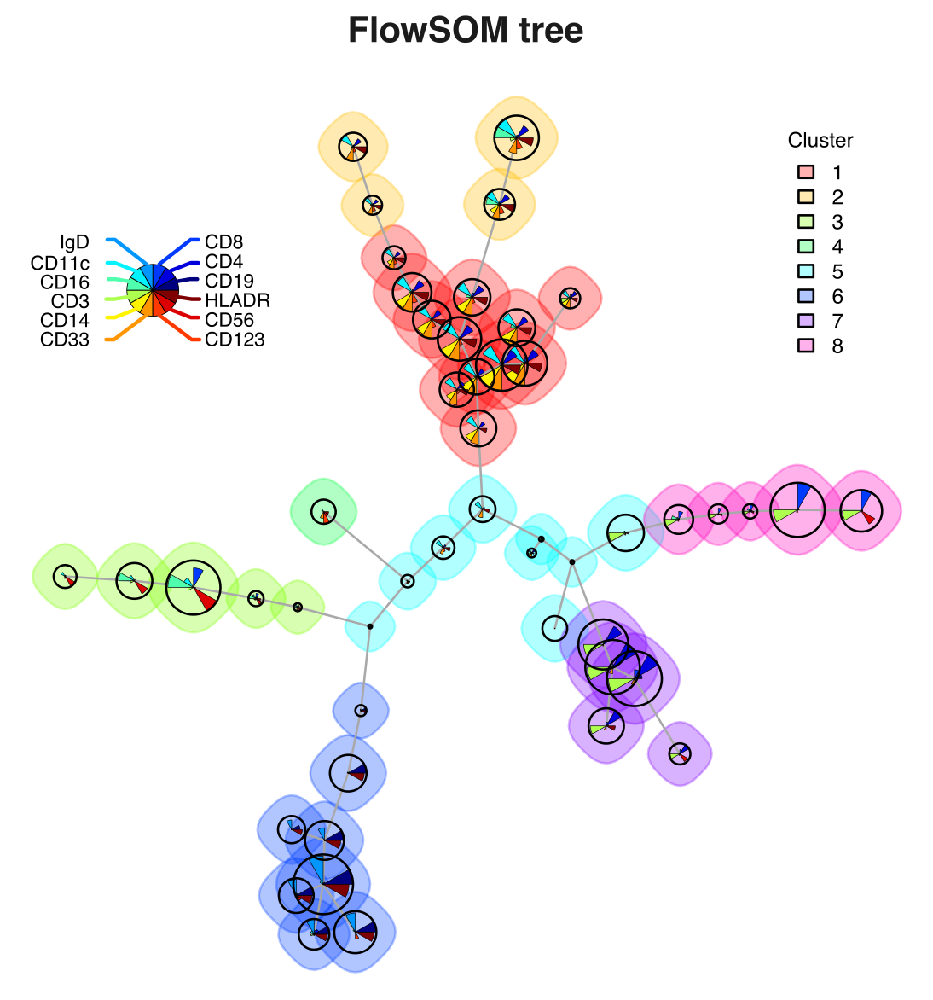 FlowSOM tree
Cluster
1
2
3
4
5
6
7
8
IgD
CD11c
CD16
CD3
CD14
CD33
CD8
CD4
CD19
HLADR
CD56
CD123